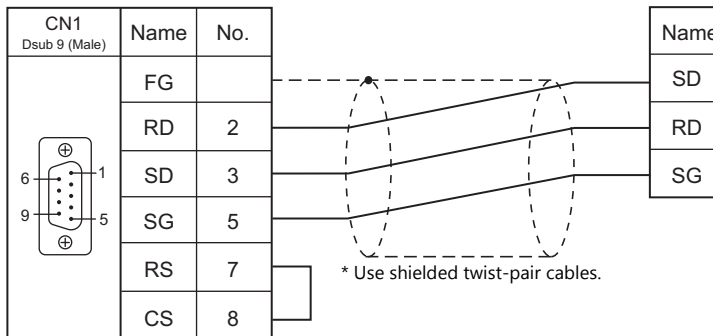 CN1
Dsub 9 (Male)
Name No.
FG
RD 2
SD 3
SG 5
RS 7
CS 8
6
1
9
5
* Use shielded twist-pair cables.
Name
SD
RD
SG